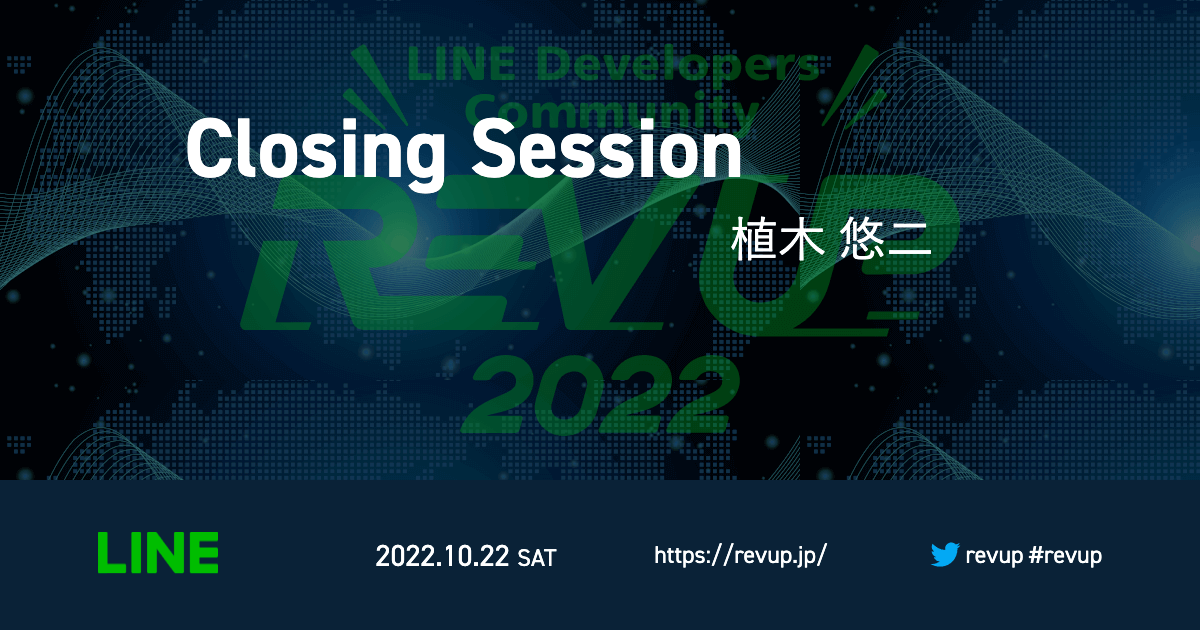 LINE Developers
Community
Closing Session
REVUP
植木 悠二
2022
LINE
2022.10.22 SAT
https://revup.jp/
revup #revup